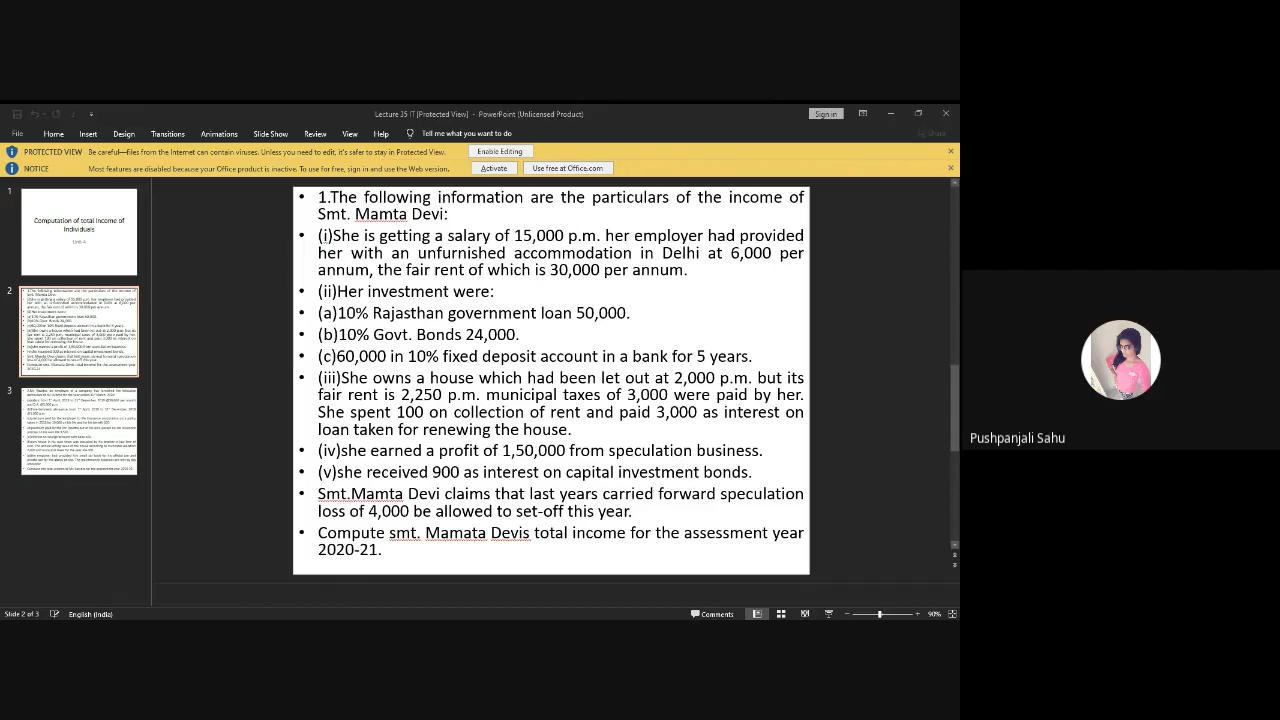 Lecture 35 IT [Protected View] - PowerPoint (Unlicensed Product)
Sign in
File Home Insert Design Transitions Animations Slide Show Review View Help Tell me what you want to do Share
PROTECTED VIEW Be careful—files from the Internet can contain viruses. Unless you need to edit, it's safer to stay in Protected View. Enable Editing
NOTICE Most features are disabled because your Office product is inactive. To use for free, sign in and use the Web version. Activate Use free at Office.com
1
Computation of total Income of
Individuals
Unit-4
2
3
• 1.The following information are the particulars of the income of
Smt. Mamta Devi:
• (i)She is getting a salary of 15,000 p.m. her employer had provided
her with an unfurnished accommodation in Delhi at 6,000 per
annum, the fair rent of which is 30,000 per annum.
• (ii)Her investment were:
• (a)10% Rajasthan government loan 50,000.
• (b)10% Govt. Bonds 24,000.
• (c)60,000 in 10% fixed deposit account in a bank for 5 years.
• (iii)She owns a house which had been let out at 2,000 p.m. but its
fair rent is 2,250 p.m. municipal taxes of 3,000 were paid by her.
She spent 100 on collection of rent and paid 3,000 as interest on
loan taken for renewing the house.
• (iv)she earned a profit of 1,50,000 from speculation business.
• (v)she received 900 as interest on capital investment bonds.
• Smt.Mamta Devi claims that last years carried forward speculation
loss of 4,000 be allowed to set-off this year.
• Compute smt. Mamata Devis total income for the assessment year
2020-21.
Pushpanjali Sahu
Slide 2 of 3 English (India) Comments 90%